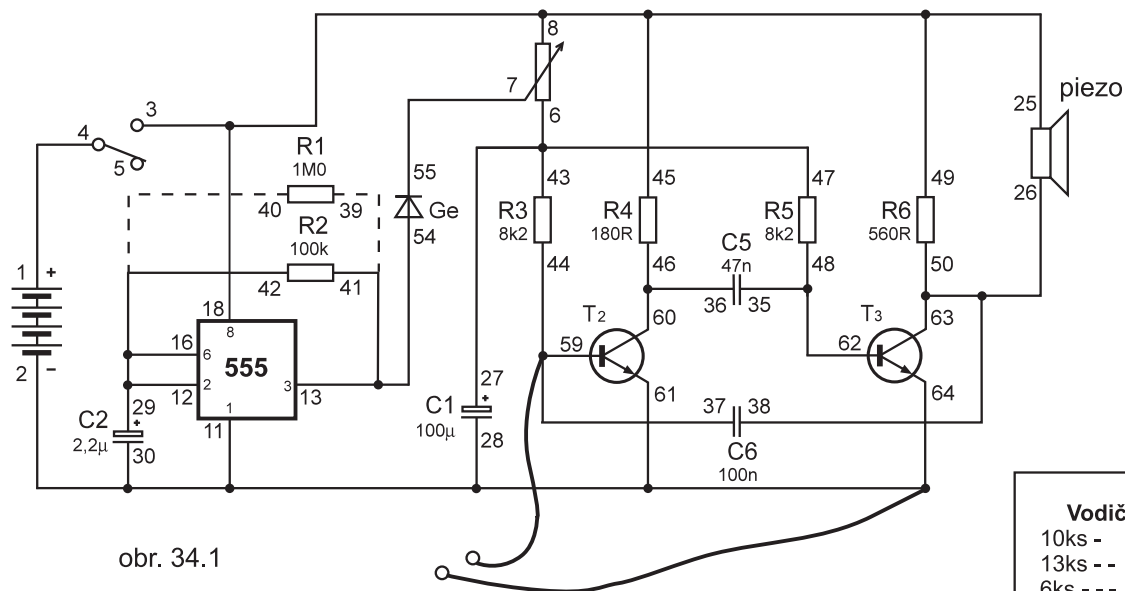 8
7
6
3
4
5
R1
1M0
40
39
R2
100k
42
41
55
Ge
54
43
R3
8k2
44
45
R4
180R
46
C5
47n
36
35
47
R5
8k2
48
49
R6
560R
50
25
piezo
26
1
+
2
-
18
8
16
6
555
12
2
3
13
1
11
29
+
C2
2,2µ
30
27
+
C1
100µ
28
T2
60
59
61
T3
63
62
64
37
38
C6
100n
obr. 34.1
Vodič
10ks -
13ks - -
6ks - - -